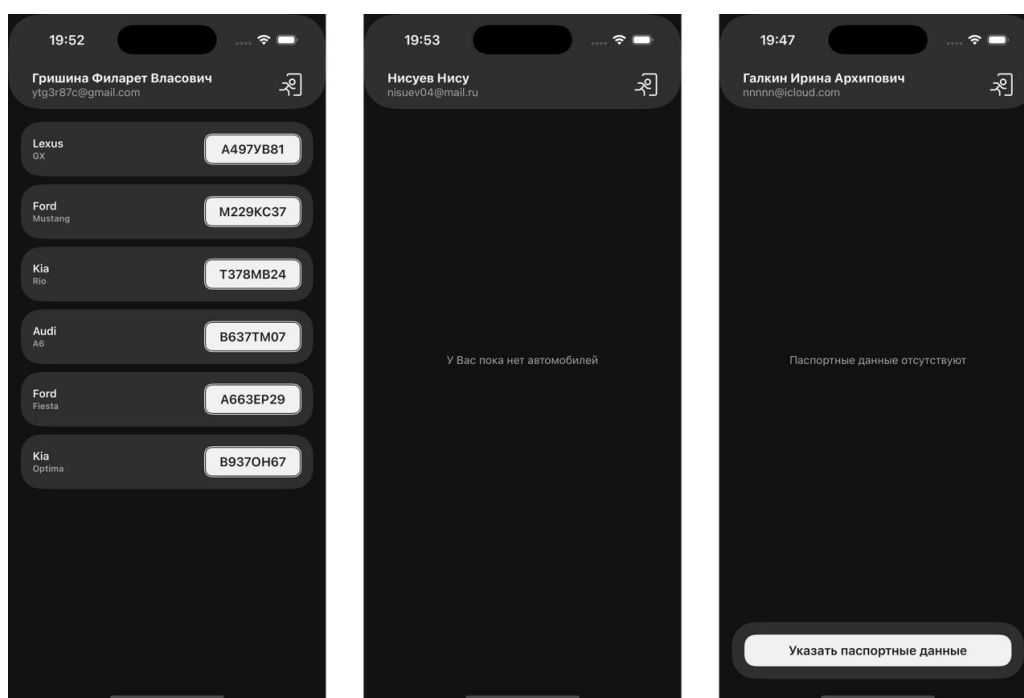 19:52
Гришина Филарет Власович
ytg3r87c@gmail.com
Lexus
GX
А497УВ81
Ford
Mustang
М229КС37
Kia
Rio
Т378МВ24
Audi
A6
В637ТМ07
Ford
Fiesta
А663ЕР29
Kia
Optima
В937ОН67
19:53
Нисуев Нису
nisuev04@mail.ru
У Вас пока нет автомобилей
19:47
Галкин Ирина Архипович
nnnnn@icloud.com
Паспортные данные отсутствуют
Указать паспортные данные